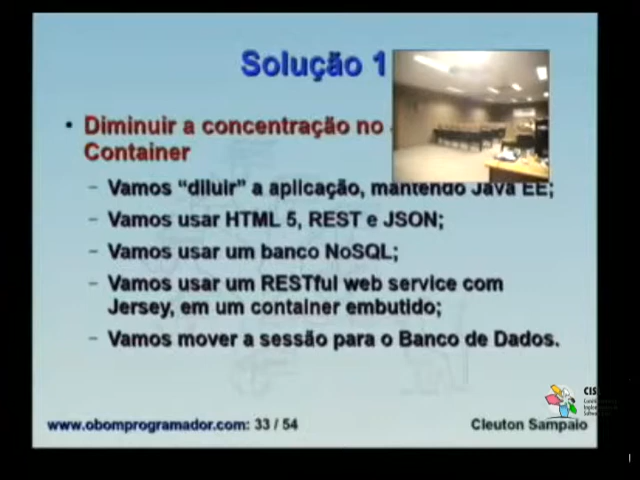 Solução 1
• Diminuir a concentração no
Container
– Vamos “diluir” a aplicação, mantendo Java EE;
– Vamos usar HTML 5, REST e JSON;
– Vamos usar um banco NoSQL;
– Vamos usar um RESTful web service com
Jersey, em um container embutido;
– Vamos mover a sessão para o Banco de Dados.
CIS
www.obomprogramador.com: 33 / 54
Cleuton Sampaio